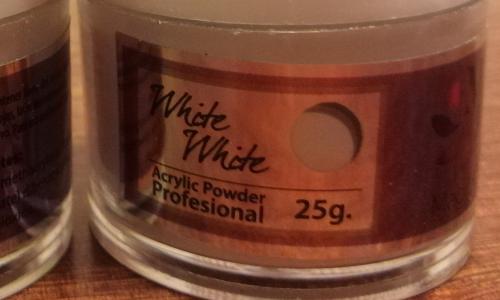 White
White
Acrylic Powder
Profesional
25g.